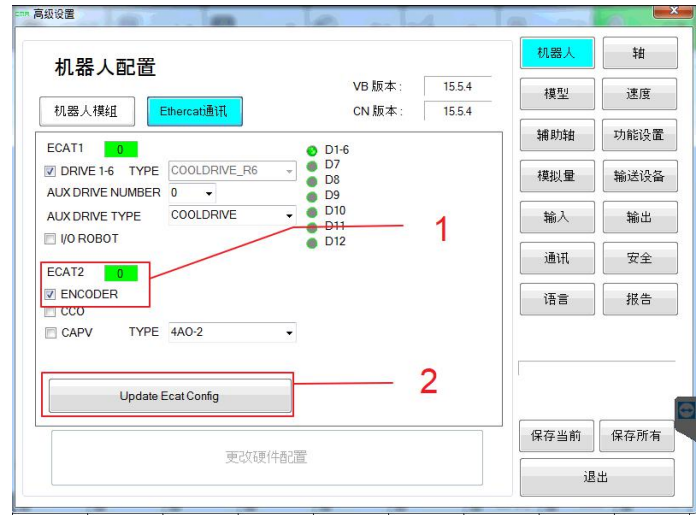 高级设置
机器人配置
VB 版本： 15.5.4
CN 版本： 15.5.4
机器人模组 Ethercat通讯
ECAT1 0
DRIVE 1-6 TYPE COOLDRIVE_R6
AUX DRIVE NUMBER 0
AUX DRIVE TYPE COOLDRIVE
I/O ROBOT
D1-6
D7
D8
D9
D10
D11
D12
1
ECAT2 0
ENCODER
CCO
CAPV TYPE 4AO-2
Update Ecat Config
2
更改硬件配置
机器人 轴
模型 速度
辅助轴 功能设置
模拟量 输送设备
输入 输出
通讯 安全
语言 报告
保存当前 保存所有
退出